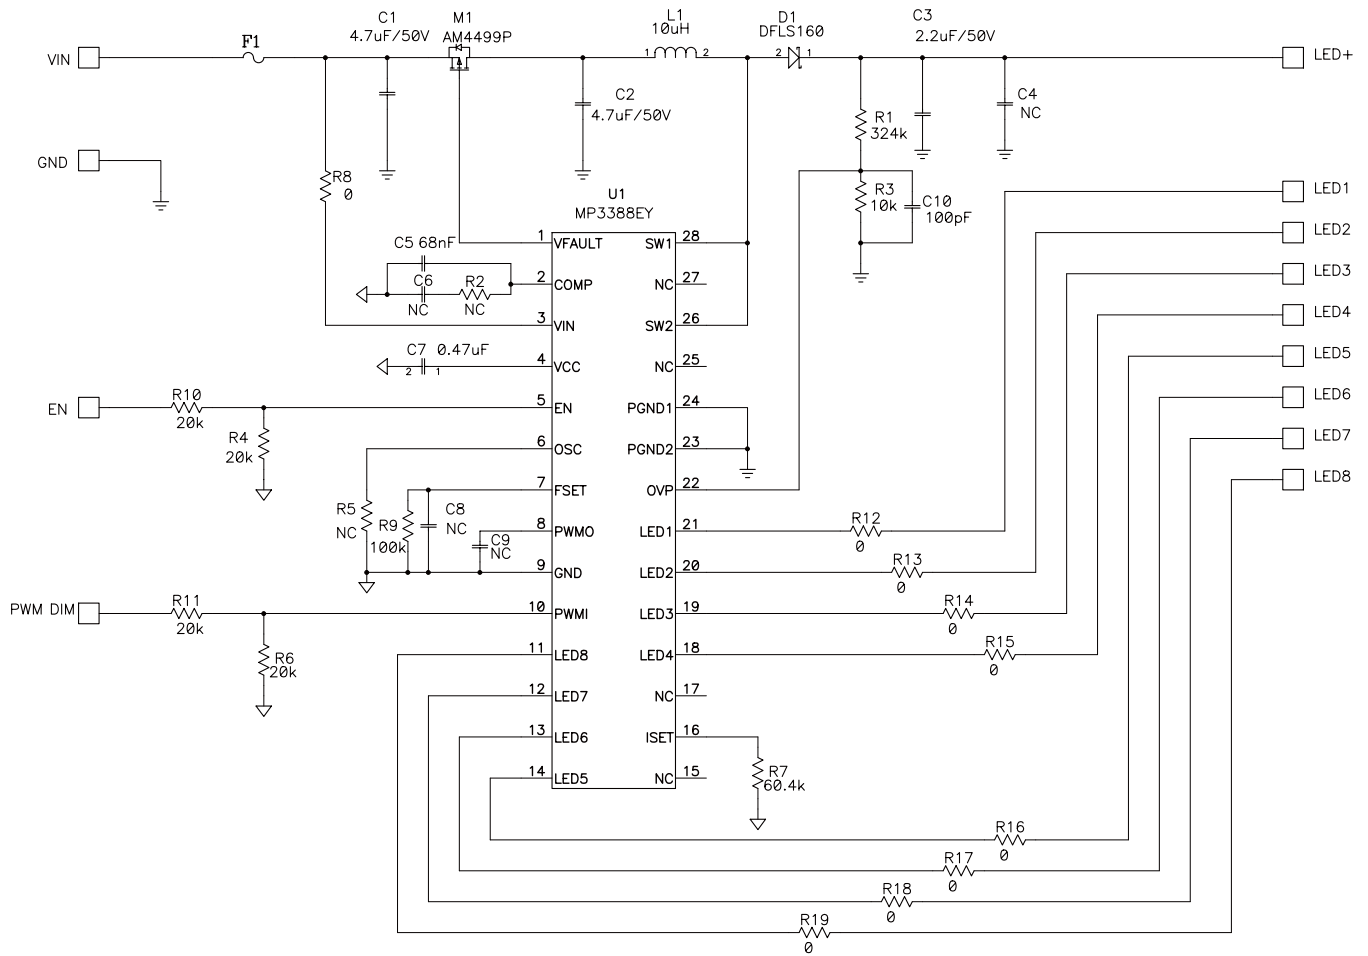 C1
4.7uF/50V
M1
AM4499P
L1
10uH
1 2
D1
DFLS160
2 1
C3
2.2uF/50V
F1
VIN
LED+
C2
4.7uF/50V
C4
NC
R1
324k
GND
R8
0
U1
MP3388EY
R3
10k
C10
100pF
LED1
LED2
LED3
LED4
LED5
LED6
LED7
LED8
C5 68nF
C6
NC
R2
NC
C7 0.47uF
2 1
EN
R10
20k
R4
20k
R5
NC
R9
100k
C8
NC
C9
NC
PWM DIM
R11
20k
R6
20k
1 VFAULT SW1 28
2 COMP NC 27
3 VIN SW2 26
4 VCC NC 25
5 EN PGND1 24
6 OSC PGND2 23
7 FSET OVP 22
8 PWMO LED1 21
9 GND LED2 20
10 PWMI LED3 19
11 LED8 LED4 18
12 LED7 NC 17
13 LED6 ISET 16
14 LED5 NC 15
R12
0
R13
0
R14
0
R15
0
R7
60.4k
R16
0
R17
0
R18
0
R19
0